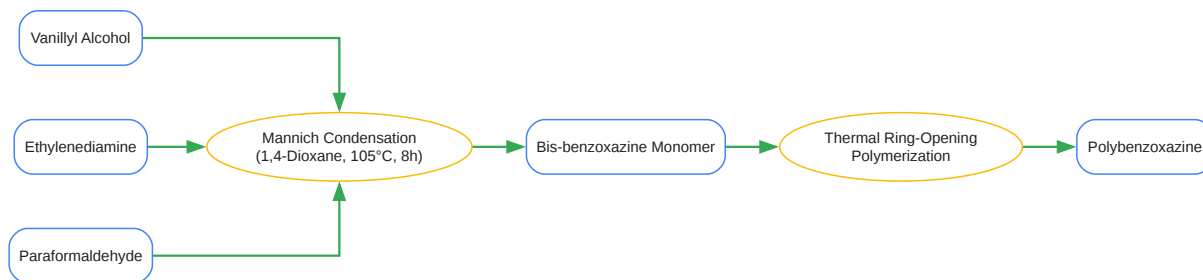 Vanillyl Alcohol
Ethylenediamine
Mannich Condensation
(1,4-Dioxane, 105°C, 8h)
Bis-benzoxazine Monomer
Thermal Ring-Opening
Polymerization
Polybenzoxazine
Paraformaldehyde